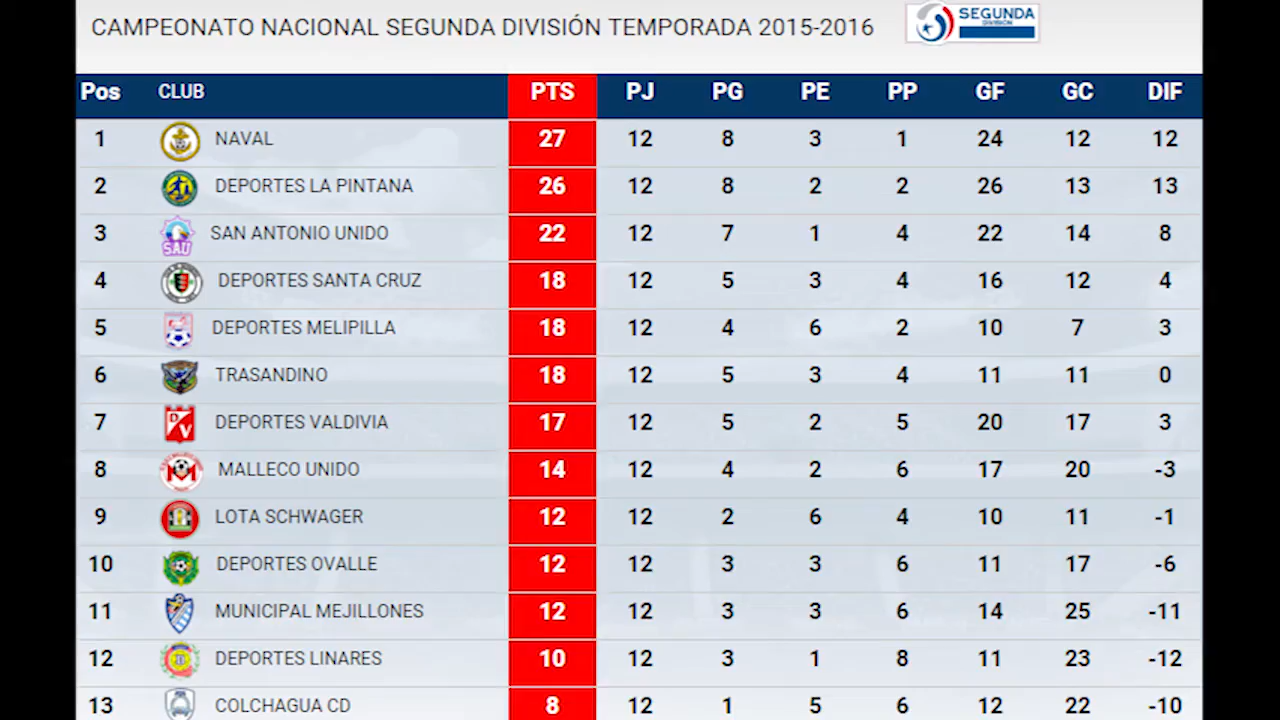 CAMPEONATO NACIONAL SEGUNDA DIVISIÓN TEMPORADA 2015-2016 SEGUNDA DIVISIÓN
Pos CLUB PTS PJ PG PE PP GF GC DIF
1 NAVAL 27 12 8 3 1 24 12 12
2 DEPORTES LA PINTANA 26 12 8 2 2 26 13 13
3 SAU SAN ANTONIO UNIDO 22 12 7 1 4 22 14 8
4 DEPORTES SANTA CRUZ 18 12 5 3 4 16 12 4
5 DEPORTES MELIPILLA 18 12 4 6 2 10 7 3
6 TRASANDINO 18 12 5 3 4 11 11 0
7 DV DEPORTES VALDIVIA 17 12 5 2 5 20 17 3
8 M MALLECO UNIDO 14 12 4 2 6 17 20 -3
9 LOTA SCHWAGER 12 12 2 6 4 10 11 -1
10 DEPORTES OVALLE 12 12 3 3 6 11 17 -6
11 MUNICIPAL MEJILLONES 12 12 3 3 6 14 25 -11
12 DEPORTES LINARES 10 12 3 1 8 11 23 -12
13 COLCHAGUA CD 8 12 1 5 6 12 22 -10